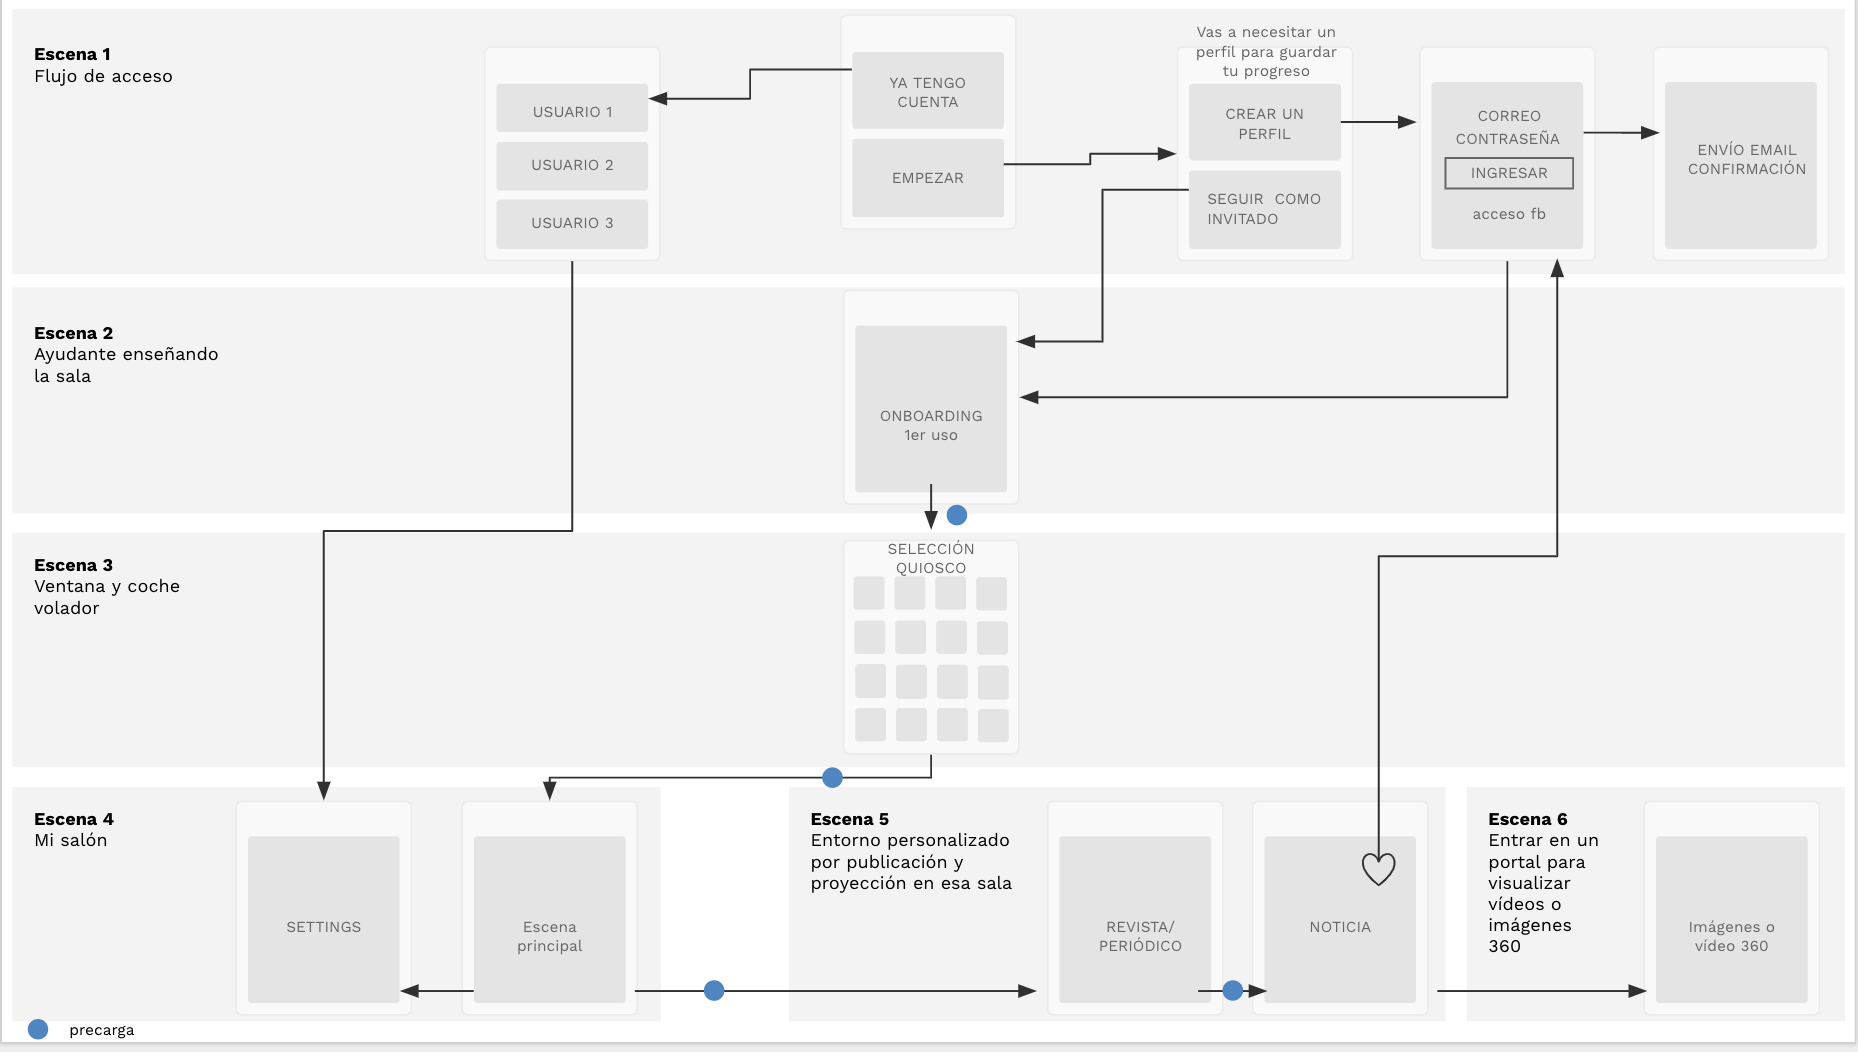 Escena 1
Flujo de acceso
USUARIO 1
USUARIO 2
USUARIO 3
YA TENGO
CUENTA
EMPEZAR
Vas a necesitar un
perfil para guardar
tu progreso
CREAR UN
PERFIL
SEGUIR COMO
INVITADO
CORREO
CONTRASEÑA
INGRESAR
acceso fb
ENVÍO EMAIL
CONFIRMACIÓN
Escena 2
Ayudante enseñando
la sala
ONBOARDING
1er uso
Escena 3
Ventana y coche
volador
SELECCIÓN
QUIOSCO
Escena 4
Mi salón
SETTINGS
Escena
principal
Escena 5
Entorno personalizado
por publicación y
proyección en esa sala
REVISTA/
PERIÓDICO
NOTICIA
Escena 6
Entrar en un
portal para
visualizar
vídeos o
imágenes
360
Imágenes o
vídeo 360
precarga